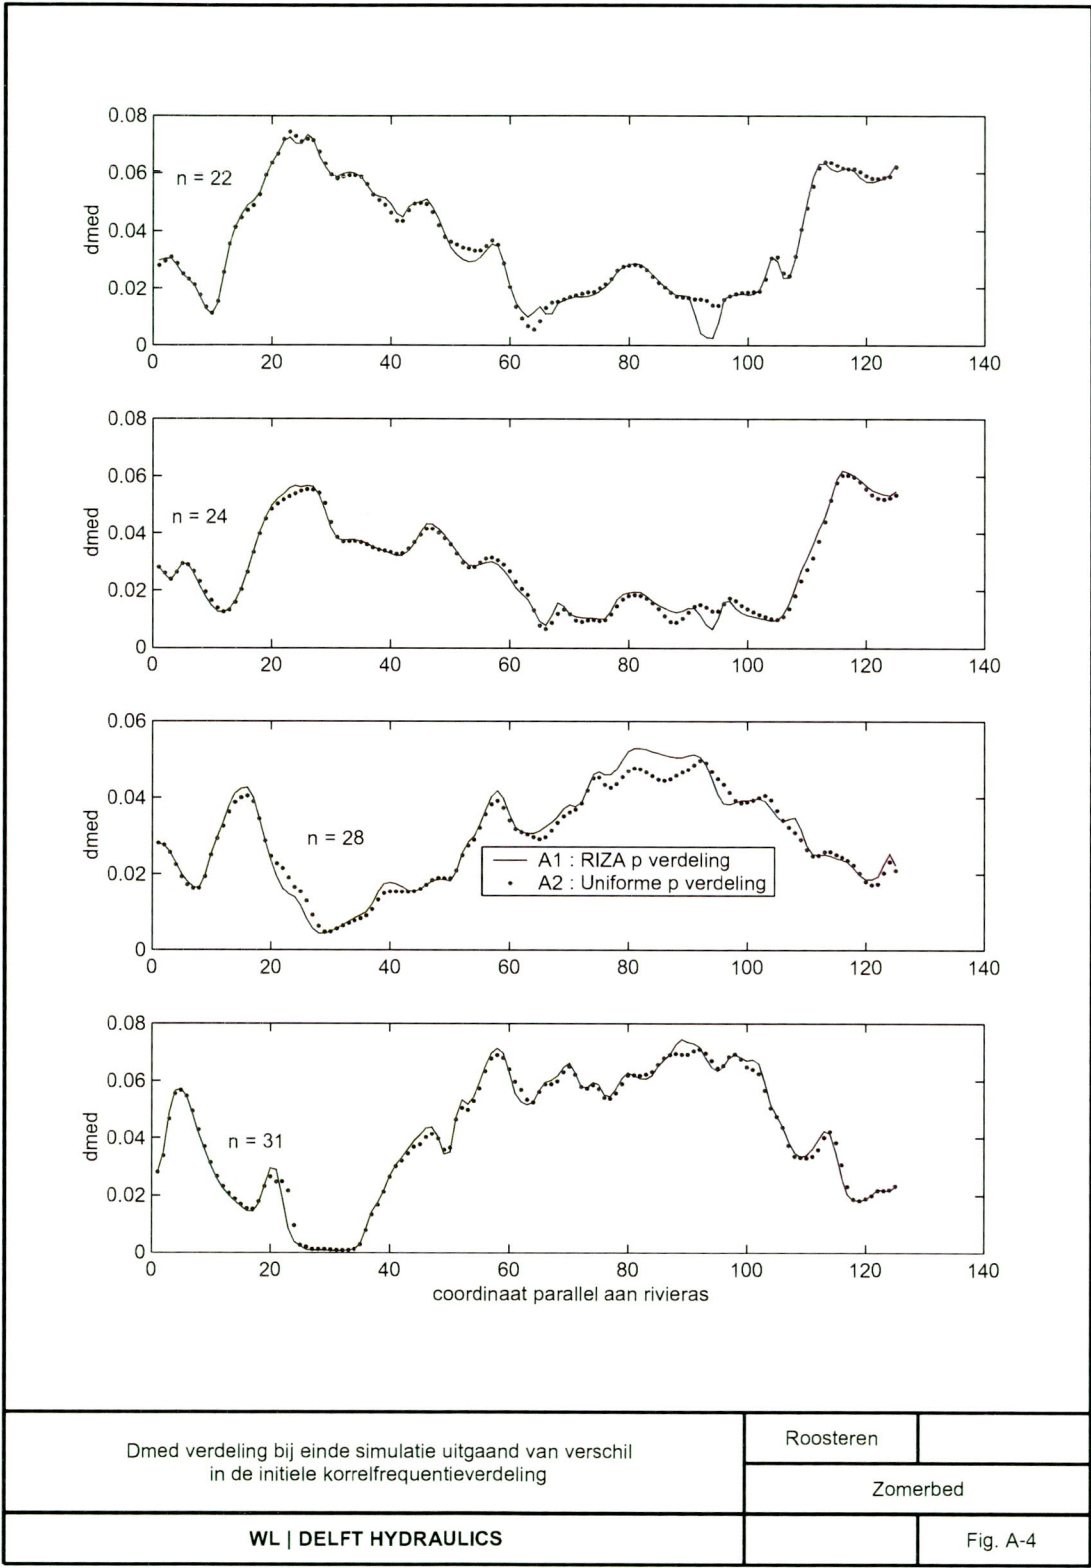 0.08
0.06
0.04
0.02
0
dmed
n = 22
0 20 40 60 80 100 120 140
0.08
0.06
0.04
0.02
0
dmed
n = 24
0 20 40 60 80 100 120 140
0.06
0.04
0.02
0
dmed
n = 28
A1 : RIZA p verdeling
A2 : Uniforme p verdeling
0 20 40 60 80 100 120 140
0.08
0.06
0.04
0.02
0
dmed
n = 31
0 20 40 60 80 100 120 140
coordinaat parallel aan rivieras
Dmed verdeling bij einde simulatie uitgaand van verschil
in de initiele korrelfrequentieverdeling
Roosteren
Zomerbed
WL | DELFT HYDRAULICS
Fig. A-4